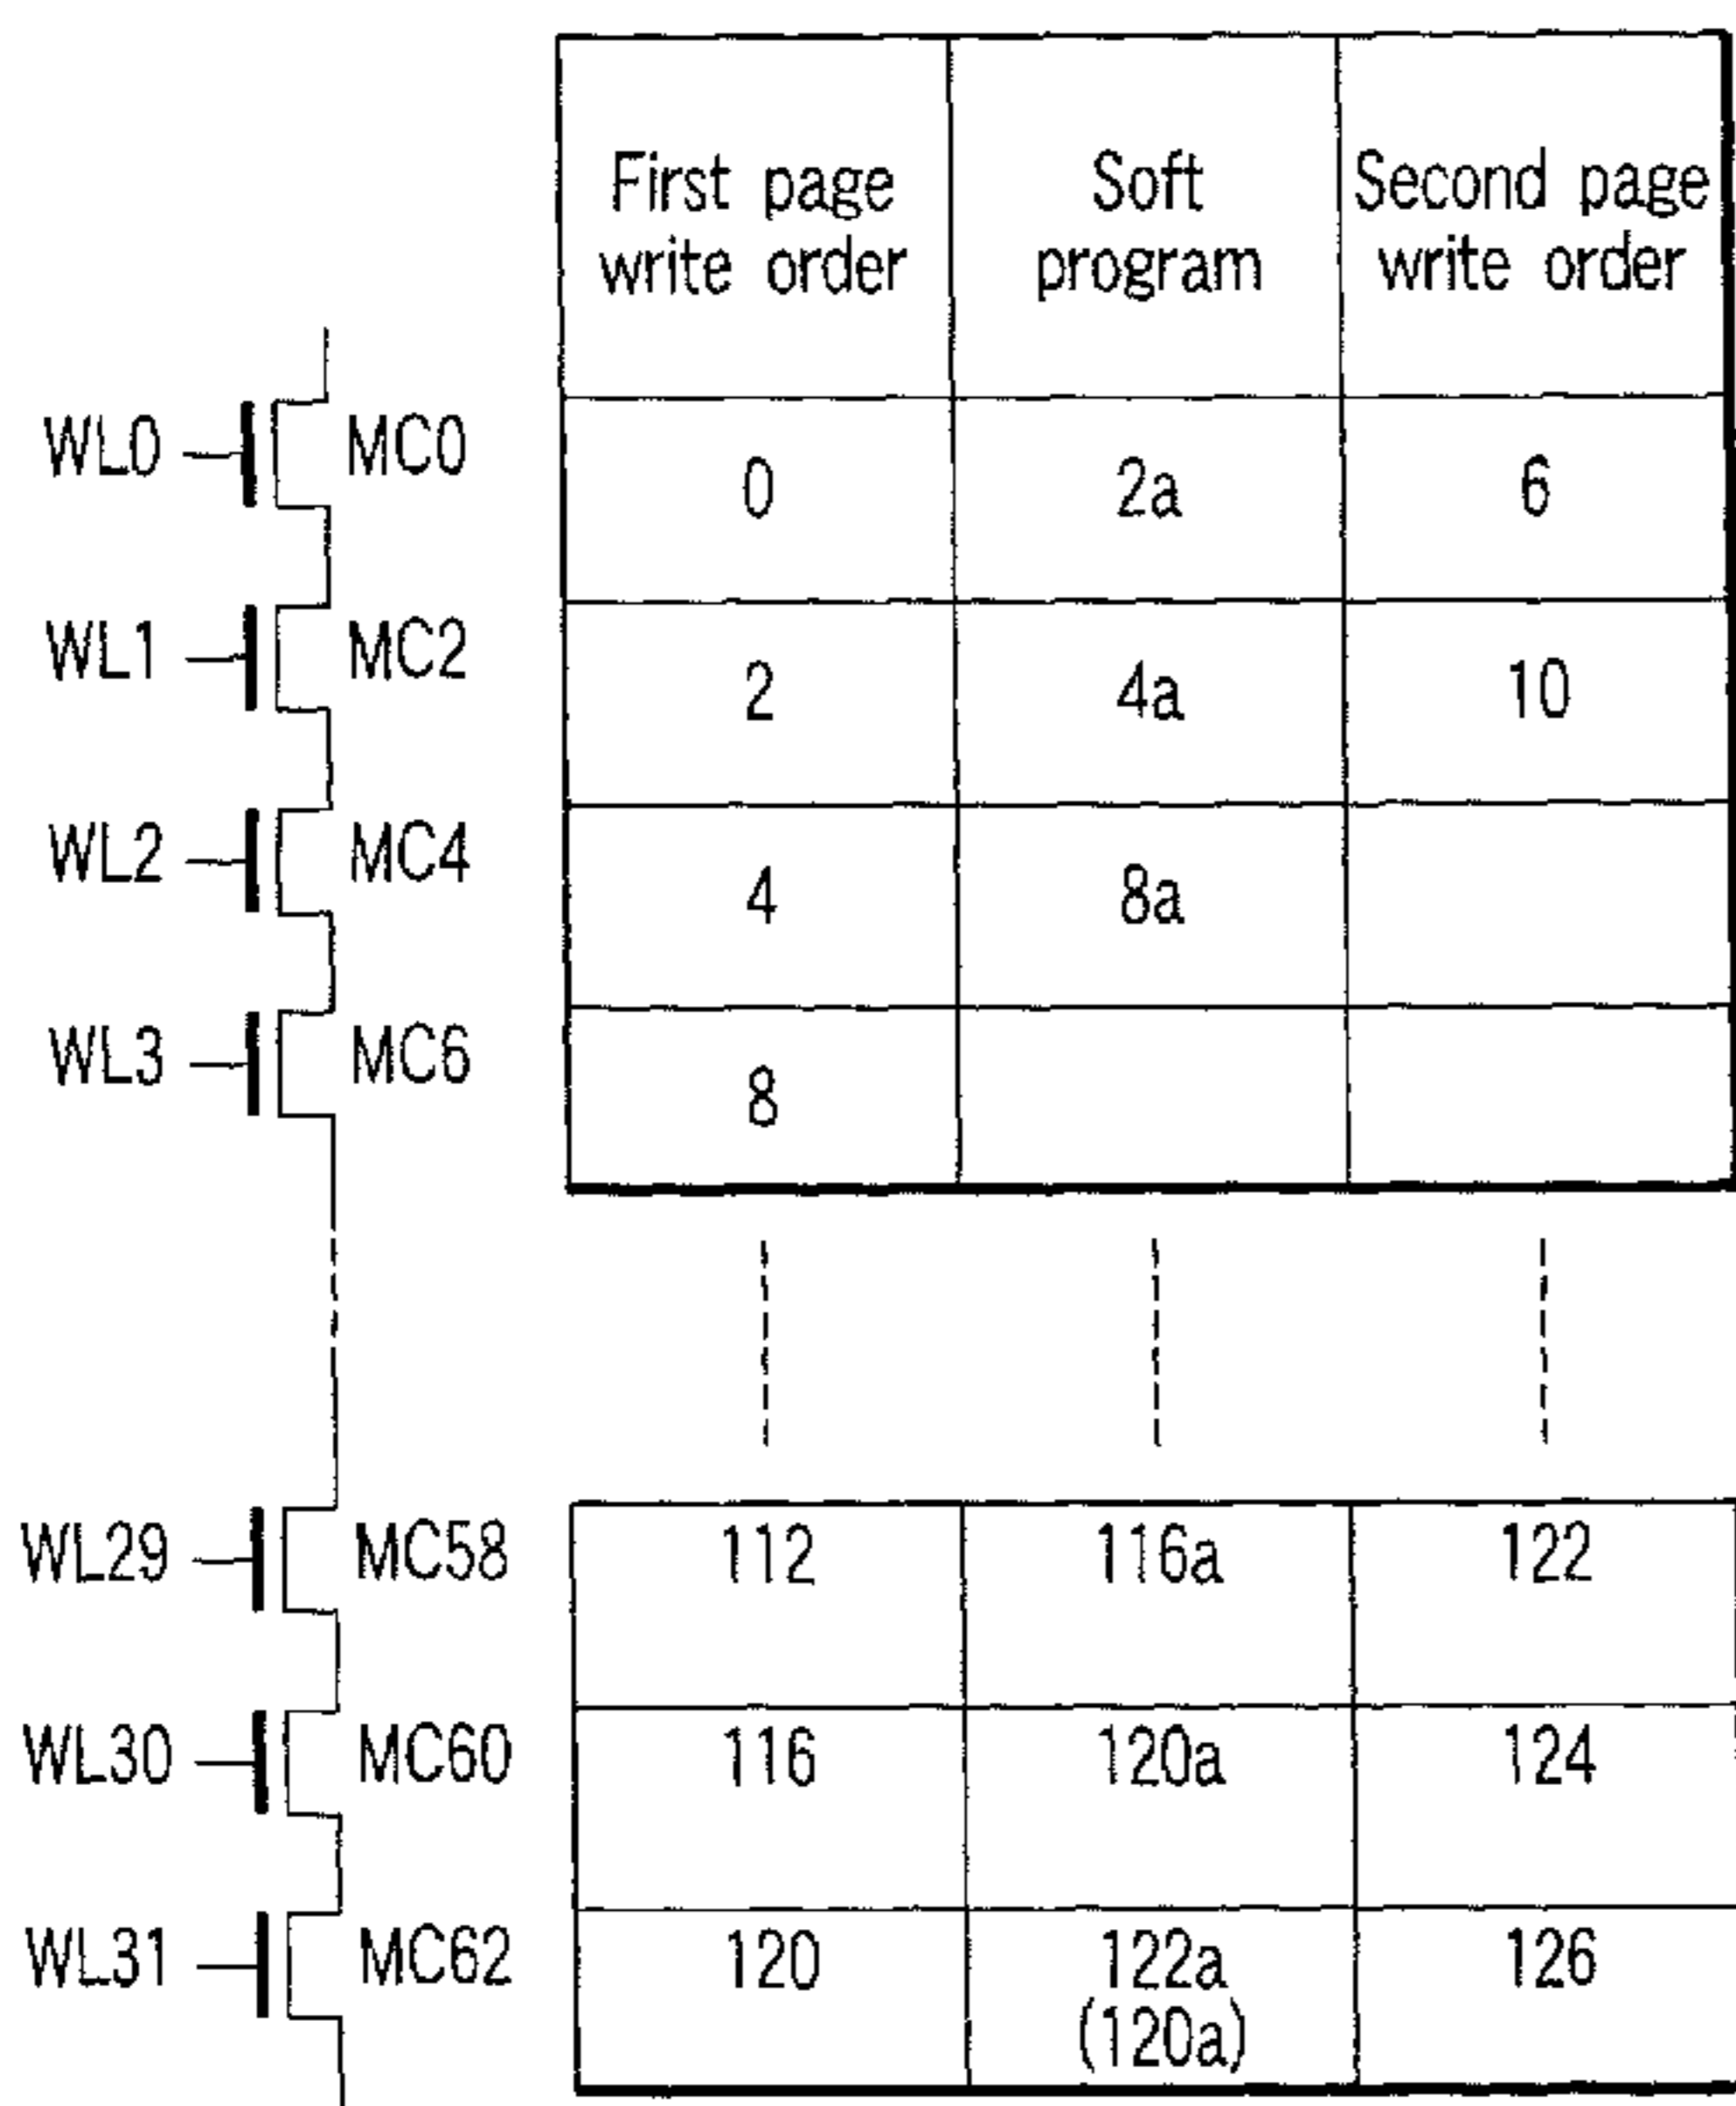 First page write order Soft program Second page write order
WL0 MC0 0 2a 6
WL1 MC2 2 4a 10
WL2 MC4 4 8a
WL3 MC6 8
WL29 MC58 112 116a 122
WL30 MC60 116 120a 124
WL31 MC62 120 122a 126
(120a)